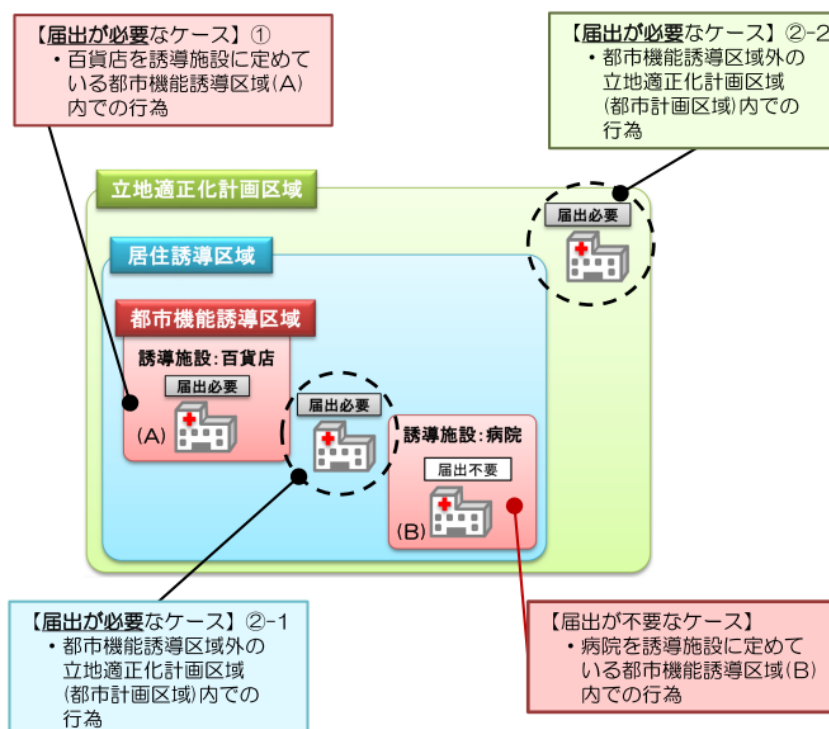 【届出が必要なケース】①
・百貨店を誘導施設に定めて
いる都市機能誘導区域(A)
内での行為
【届出が必要なケース】②-2
・都市機能誘導区域外の
立地適正化計画区域
(都市計画区域)内での
行為
立地適正化計画区域
届出必要
居住誘導区域
都市機能誘導区域
誘導施設:百貨店
届出必要
(A)
届出必要
誘導施設:病院
届出不要
(B)
【届出が必要なケース】②-1
・都市機能誘導区域外の
立地適正化計画区域
(都市計画区域)内での
行為
【届出が不要なケース】
・病院を誘導施設に定めて
いる都市機能誘導区域(B)
内での行為